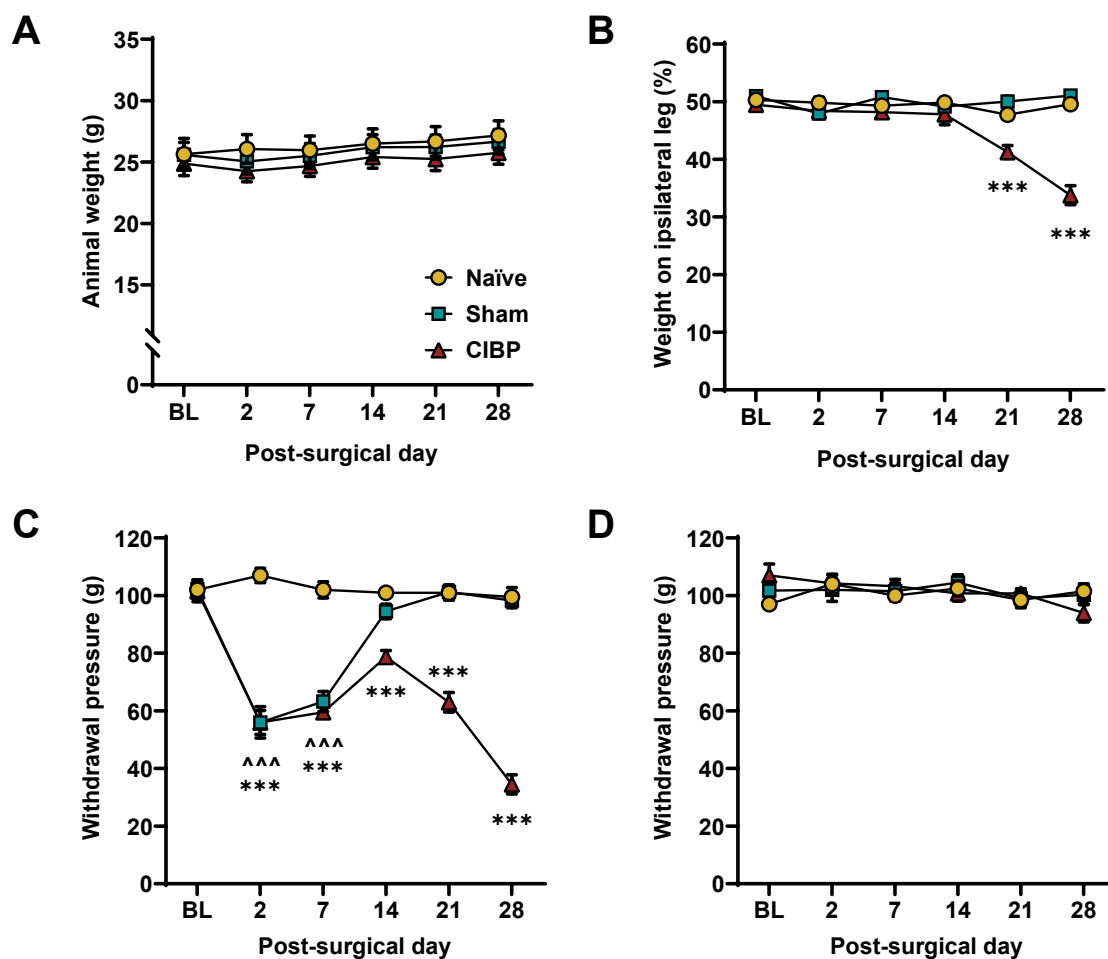 A
Animal weight (g)
35
30
25
20
15
0
Naïve
Sham
CIBP
BL 2 7 14 21 28
Post-surgical day
B
Weight on ipsilateral leg (%)
60
50
40
30
20
10
0
***
***
BL 2 7 14 21 28
Post-surgical day
C
Withdrawal pressure (g)
120
100
80
60
40
20
0
^^^
***
^^^
***
***
***
***
BL 2 7 14 21 28
Post-surgical day
D
Withdrawal pressure (g)
120
100
80
60
40
20
0
BL 2 7 14 21 28
Post-surgical day